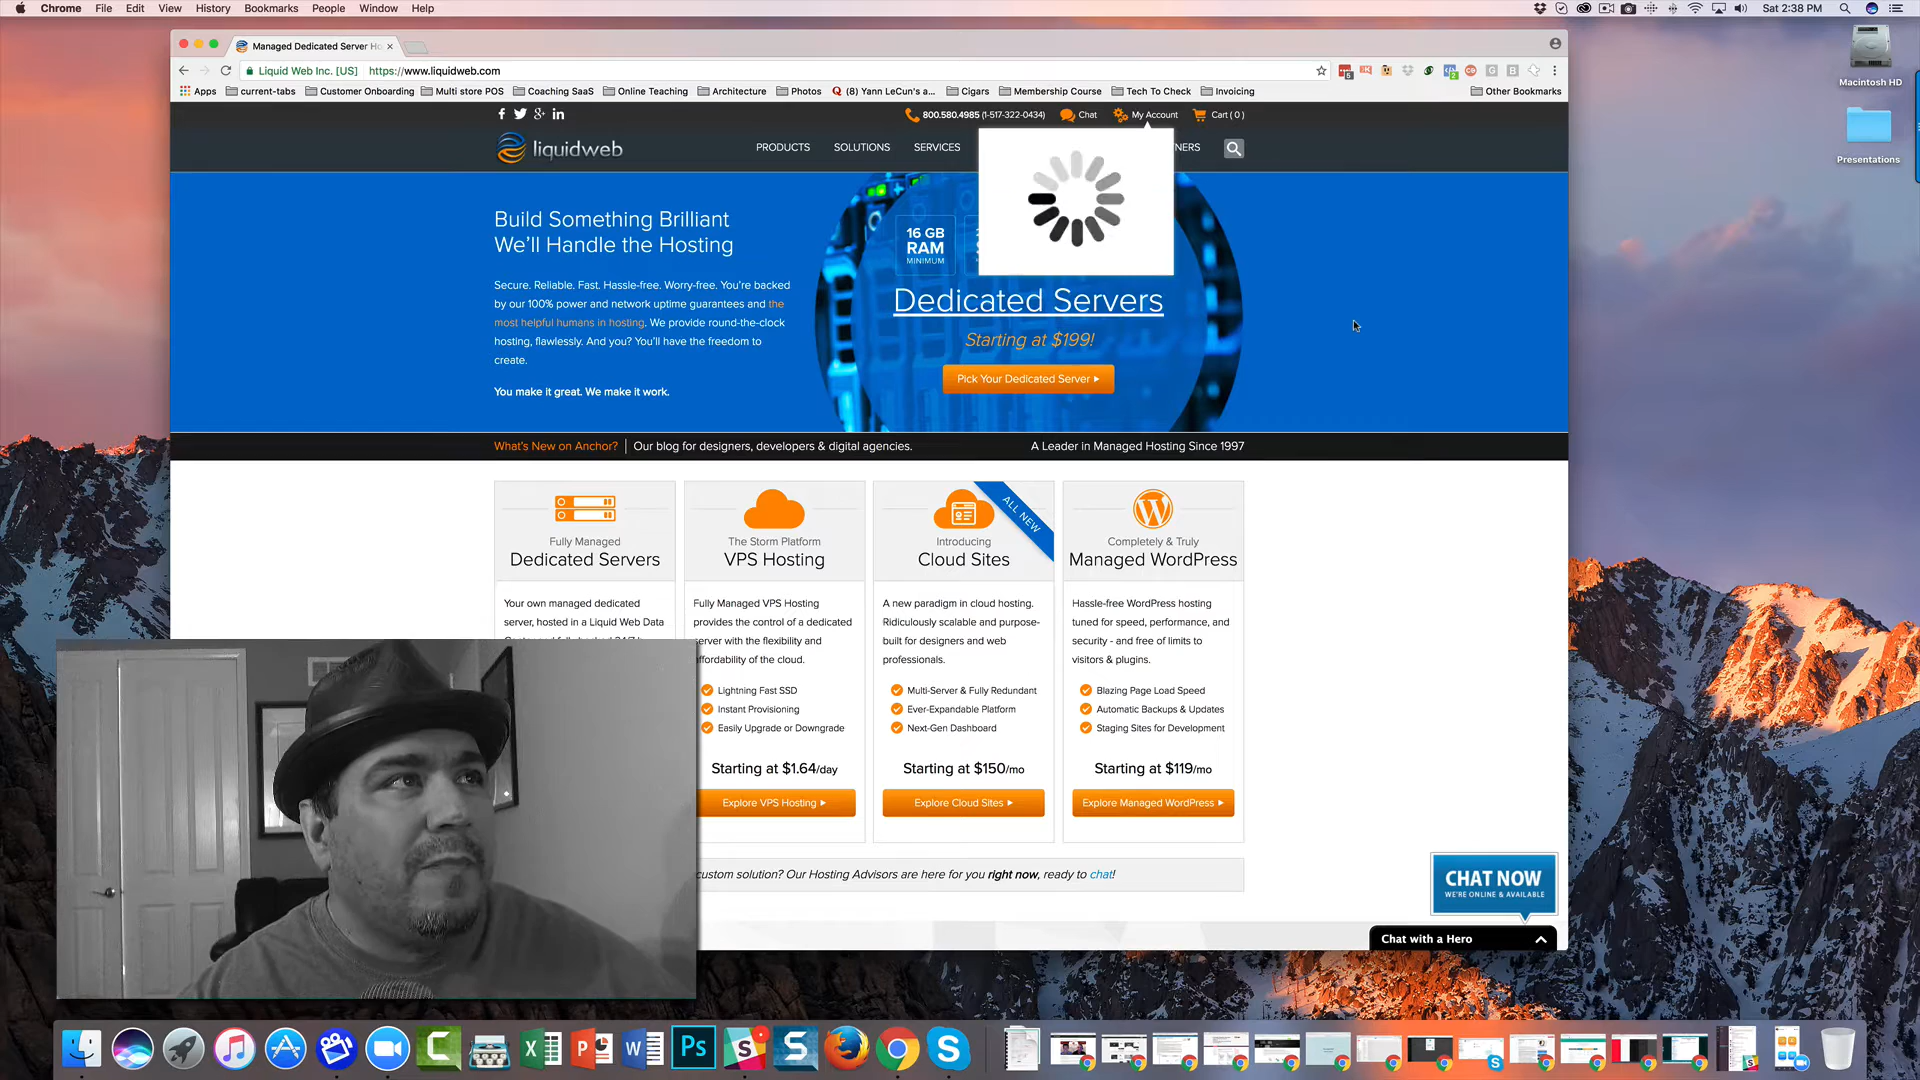 Chrome File Edit View History Bookmarks People Window Help
Sat 2:38 PM
Managed Dedicated Server Ho
Liquid Web Inc. [US] https://www.liquidweb.com
Apps current-tabs Customer Onboarding Multi store POS Coaching SaaS Online Teaching Architecture Photos (8) Yann LeCun's a... Cigars Membership Course Tech To Check Invoicing Other Bookmarks
Macintosh HD
Presentations
800.580.4985 (1-517-322-0434) Chat My Account Cart ( 0 )
liquidweb
PRODUCTS SOLUTIONS SERVICES NERS
Build Something Brilliant
We'll Handle the Hosting
Secure. Reliable. Fast. Hassle-free. Worry-free. You're backed
by our 100% power and network uptime guarantees and the
most helpful humans in hosting. We provide round-the-clock
hosting, flawlessly. And you? You'll have the freedom to
create.
You make it great. We make it work.
16 GB
RAM
MINIMUM
Dedicated Servers
Starting at $199!
Pick Your Dedicated Server
What's New on Anchor? Our blog for designers, developers & digital agencies. A Leader in Managed Hosting Since 1997
Fully Managed
Dedicated Servers
Your own managed dedicated
server, hosted in a Liquid Web Data
The Storm Platform
VPS Hosting
Fully Managed VPS Hosting
provides the control of a dedicated
server with the flexibility and
ffordability of the cloud.
Lightning Fast SSD
Instant Provisioning
Easily Upgrade or Downgrade
Starting at $1.64/day
Explore VPS Hosting
ALL NEW
Introducing
Cloud Sites
A new paradigm in cloud hosting.
Ridiculously scalable and purpose-
built for designers and web
professionals.
Multi-Server & Fully Redundant
Ever-Expandable Platform
Next-Gen Dashboard
Starting at $150/mo
Explore Cloud Sites
Completely & Truly
Managed WordPress
Hassle-free WordPress hosting
tuned for speed, performance, and
security - and free of limits to
visitors & plugins.
Blazing Page Load Speed
Automatic Backups & Updates
Staging Sites for Development
Starting at $119/mo
Explore Managed WordPress
custom solution? Our Hosting Advisors are here for you right now, ready to chat!
CHAT NOW
WE'RE ONLINE & AVAILABLE
Chat with a Hero
Ps